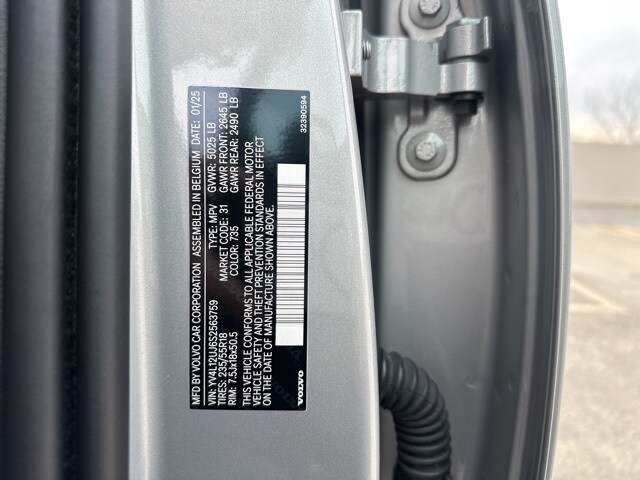 MFD BY VOLVO CAR CORPORATION ASSEMBLED IN BELGIUM DATE: 01/25
VIN: YV4L12UJ6S2563759 TYPE: MPV GVWR: 5025 LB
TIRES: 235/55R18 MARKET CODE: 31 GAWR FRONT: 2645 LB
RIM: 7.5Jx18x50.5 COLOR: 735 GAWR REAR: 2490 LB
THIS VEHICLE CONFORMS TO ALL APPLICABLE FEDERAL MOTOR
VEHICLE SAFETY AND THEFT PREVENTION STANDARDS IN EFFECT
ON THE DATE OF MANUFACTURE SHOWN ABOVE.
VOLVO 32390594